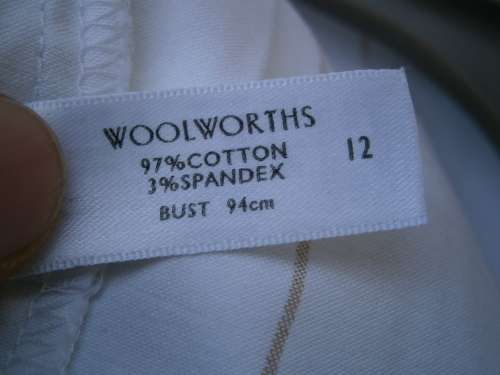 WOOLWORTHS
97%COTTON 12
3%SPANDEX
BUST 94cm